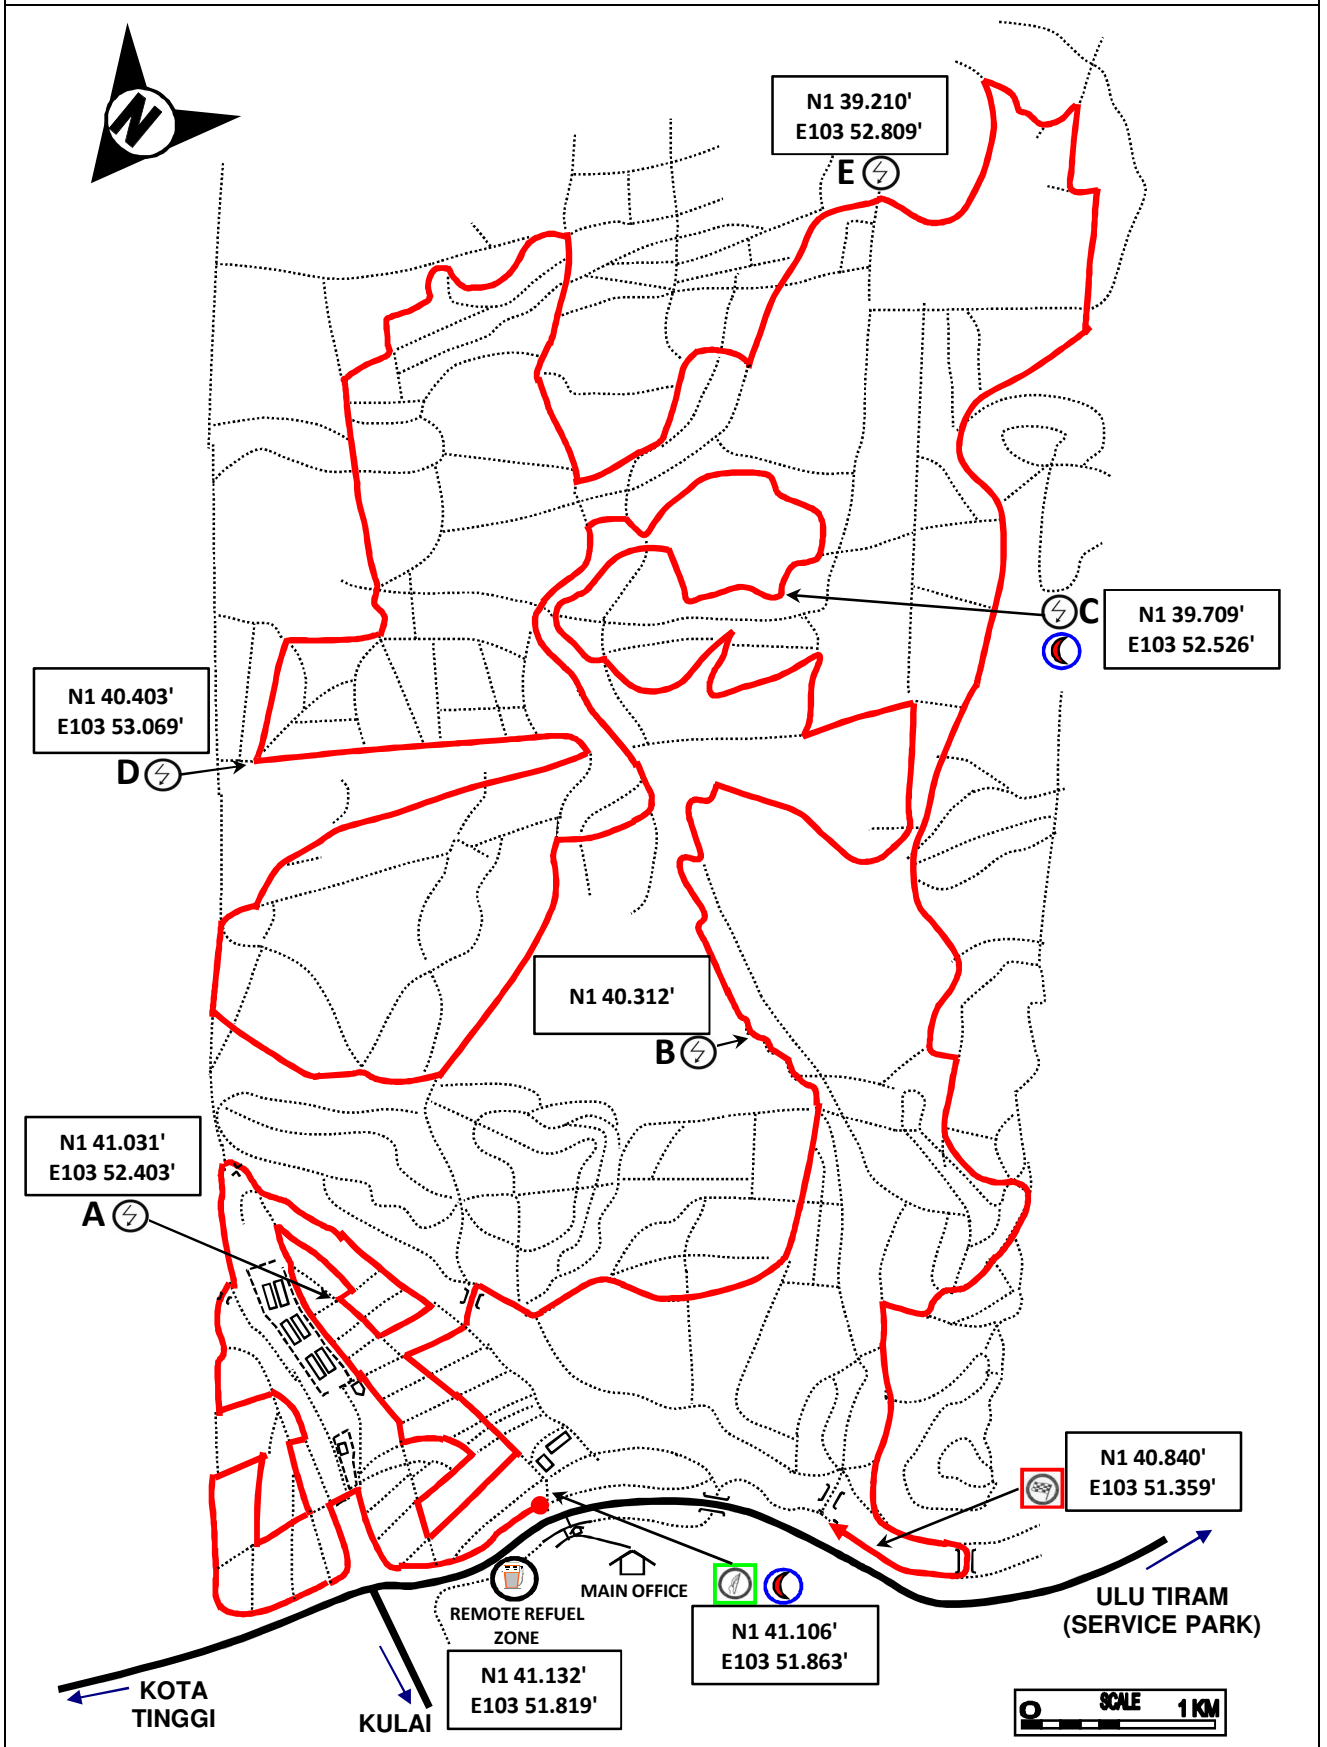 N
N1 39.210'
E103 52.809'
E
C
N1 39.709'
E103 52.526'
N1 40.403'
E103 53.069'
D
N1 40.312'
B
N1 41.031'
E103 52.403'
A
N1 40.840'
E103 51.359'
MAIN OFFICE
REMOTE REFUEL
ZONE
N1 41.132'
E103 51.819'
N1 41.106'
E103 51.863'
ULU TIRAM
(SERVICE PARK)
KOTA
TINGGI
KULAI
O SCALE 1 KM